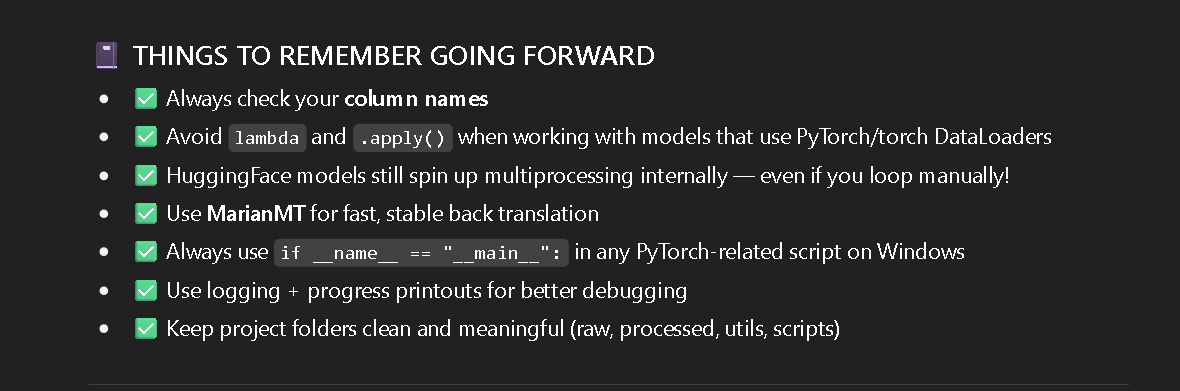 THINGS TO REMEMBER GOING FORWARD
• ✅ Always check your column names
• ✅ Avoid lambda and .apply() when working with models that use PyTorch/torch DataLoaders
• ✅ HuggingFace models still spin up multiprocessing internally — even if you loop manually!
• ✅ Use MarianMT for fast, stable back translation
• ✅ Always use if __name__ == "__main__": in any PyTorch-related script on Windows
• ✅ Use logging + progress printouts for better debugging
• ✅ Keep project folders clean and meaningful (raw, processed, utils, scripts)